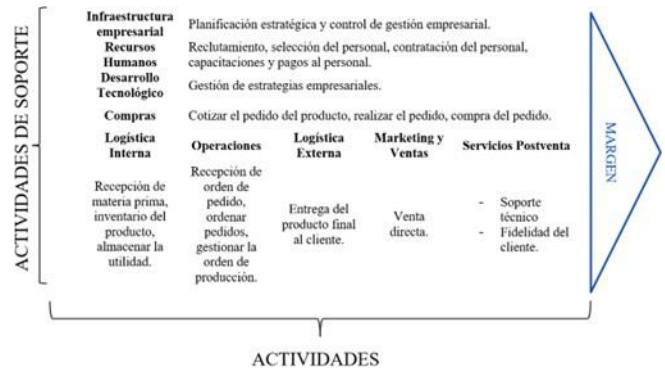 ACTIVIDADES DE SOPORTE
Infraestructura
empresarial
Planificación estratégica y control de gestión empresarial.
Recursos
Humanos
Reclutamiento, selección del personal, contratación del personal,
capacitaciones y pagos al personal.
Desarrollo
Tecnológico
Gestión de estrategias empresariales.
Compras
Cotizar el pedido del producto, realizar el pedido, compra del pedido.
Logística
Interna
Operaciones
Logística
Externa
Marketing y
Ventas
Servicios Postventa
Recepción de
materia prima,
inventario del
producto,
almacenar la
utilidad.
Recepción de
orden de
pedido,
ordenar
pedidos,
gestionar la
orden de
producción.
Entrega del
producto final
al cliente.
Venta
directa.
- Soporte
técnico
- Fidelidad del
cliente.
MARGEN
ACTIVIDADES